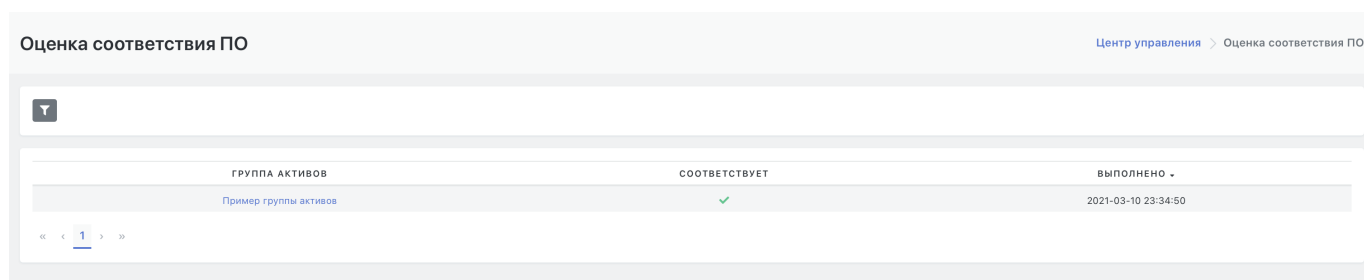 Оценка соответствия ПО
Центр управления > Оценка соответствия ПО
ГРУППА АКТИВОВ СООТВЕТСТВУЕТ ВЫПОЛНЕНО
Пример группы активов ✓ 2021-03-10 23:34:50
« ‹ 1 › »